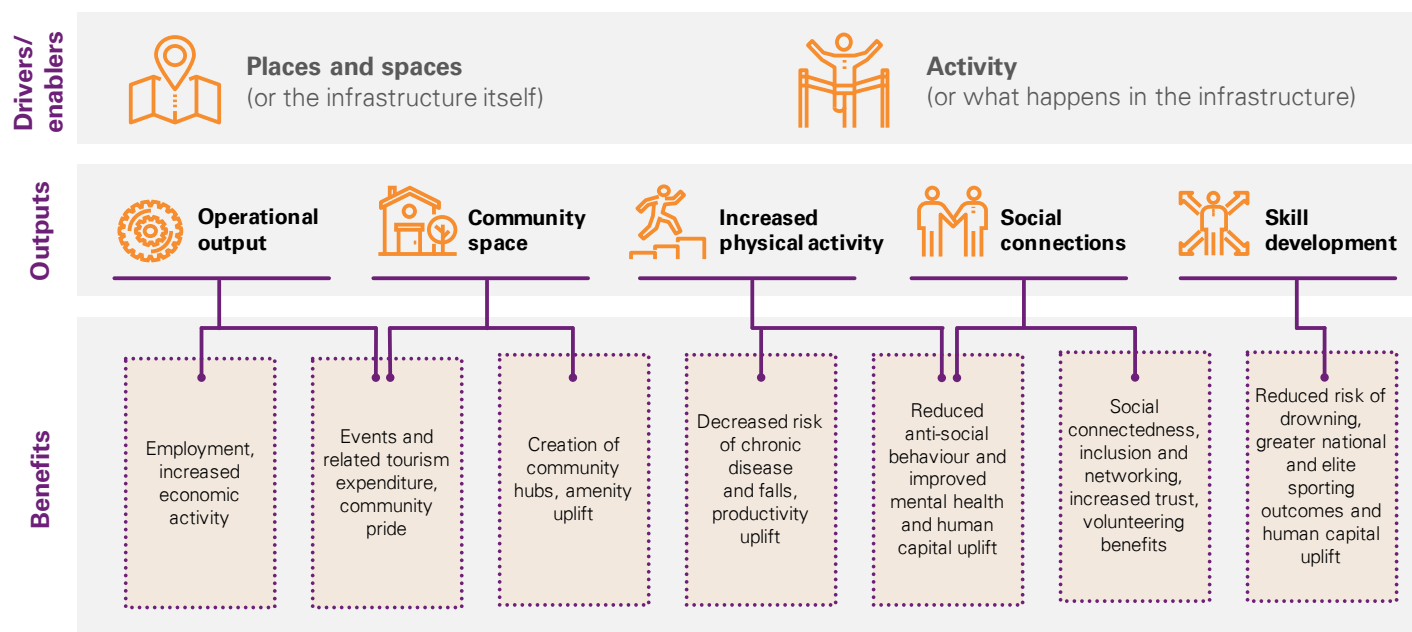 Drivers/
enablers
Places and spaces
(or the infrastructure itself)
Activity
(or what happens in the infrastructure)
Outputs
Operational
output
Community
space
Increased
physical activity
Social
connections
Skill
development
Benefits
Employment,
increased
economic
activity
Events and
related tourism
expenditure,
community
pride
Creation of
community
hubs, amenity
uplift
Decreased risk
of chronic
disease
and falls,
productivity
uplift
Reduced
anti-social
behaviour and
improved
mental health
and human
capital uplift
Social
connectedness,
inclusion and
networking,
increased trust,
volunteering
benefits
Reduced risk of
drowning,
greater national
and elite
sporting
outcomes and
human capital
uplift